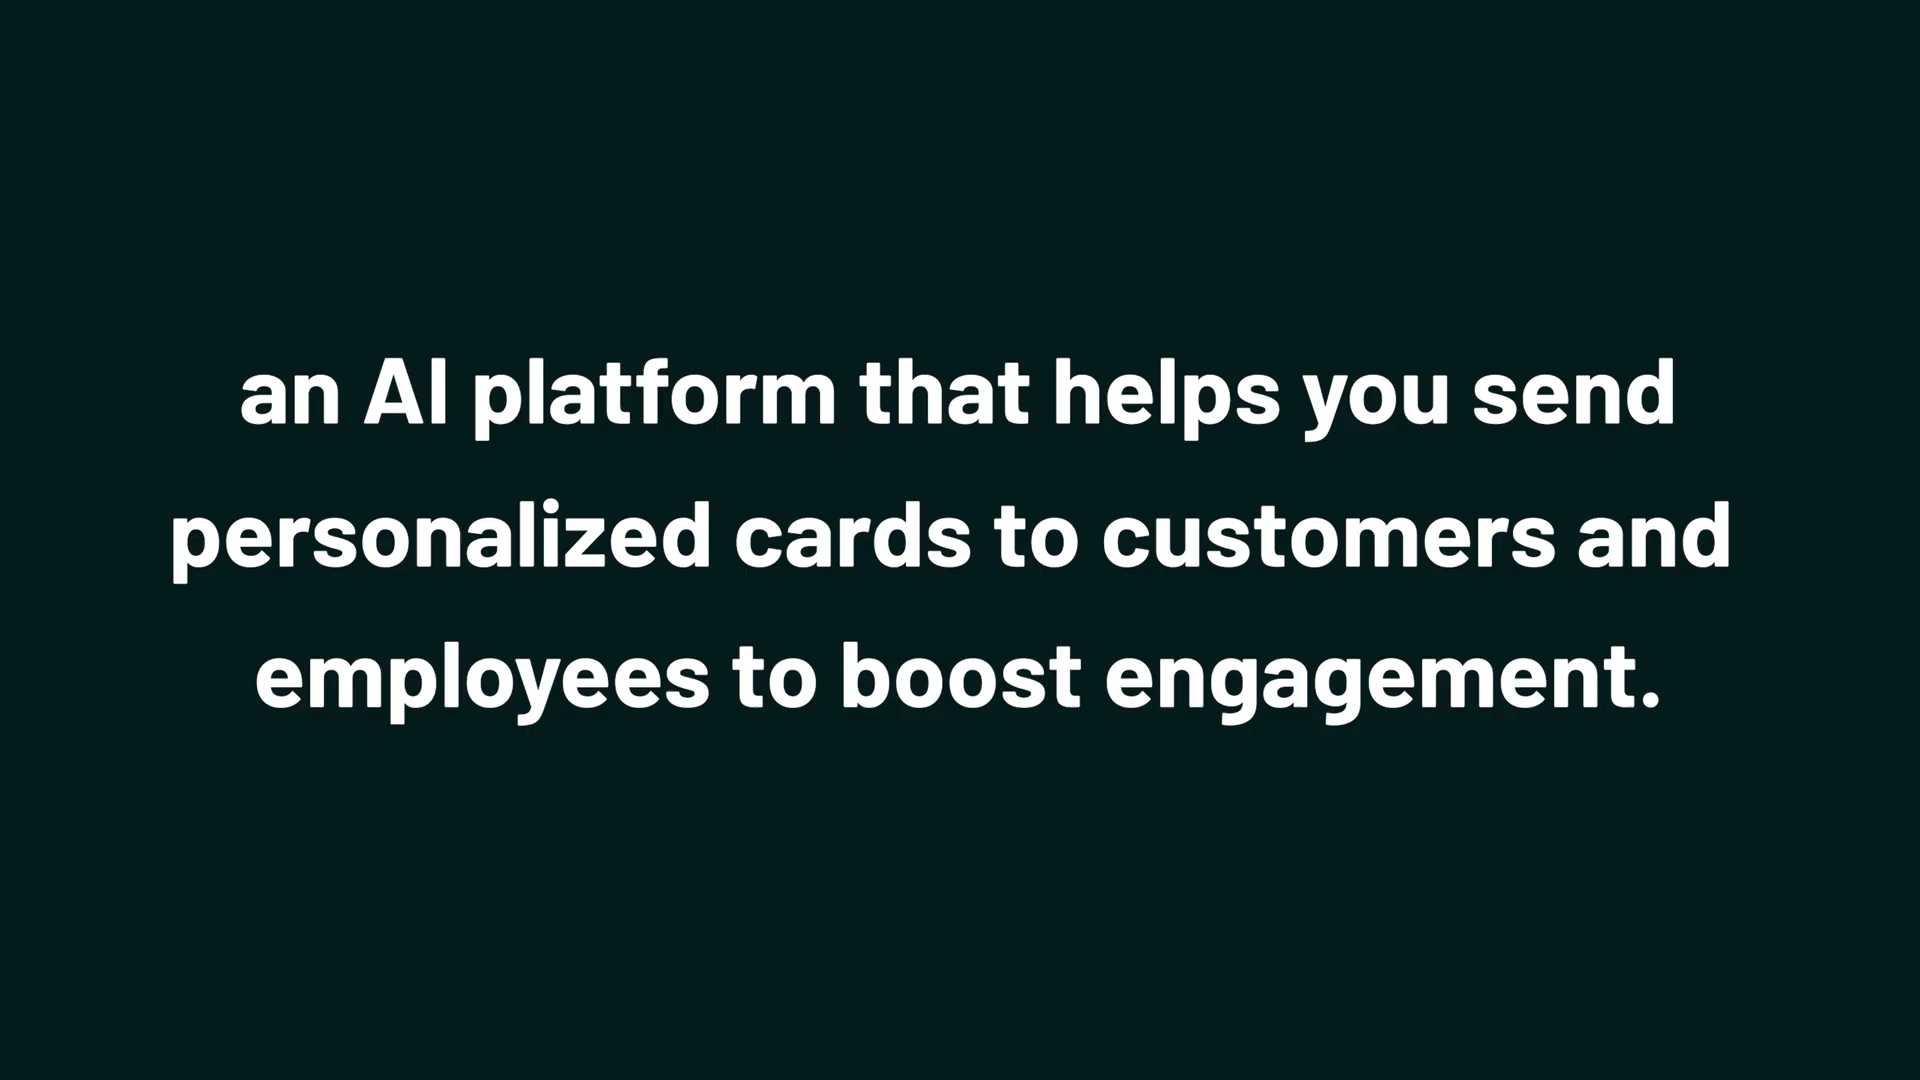 an AI platform that helps you send
personalized cards to customers and
employees to boost engagement.